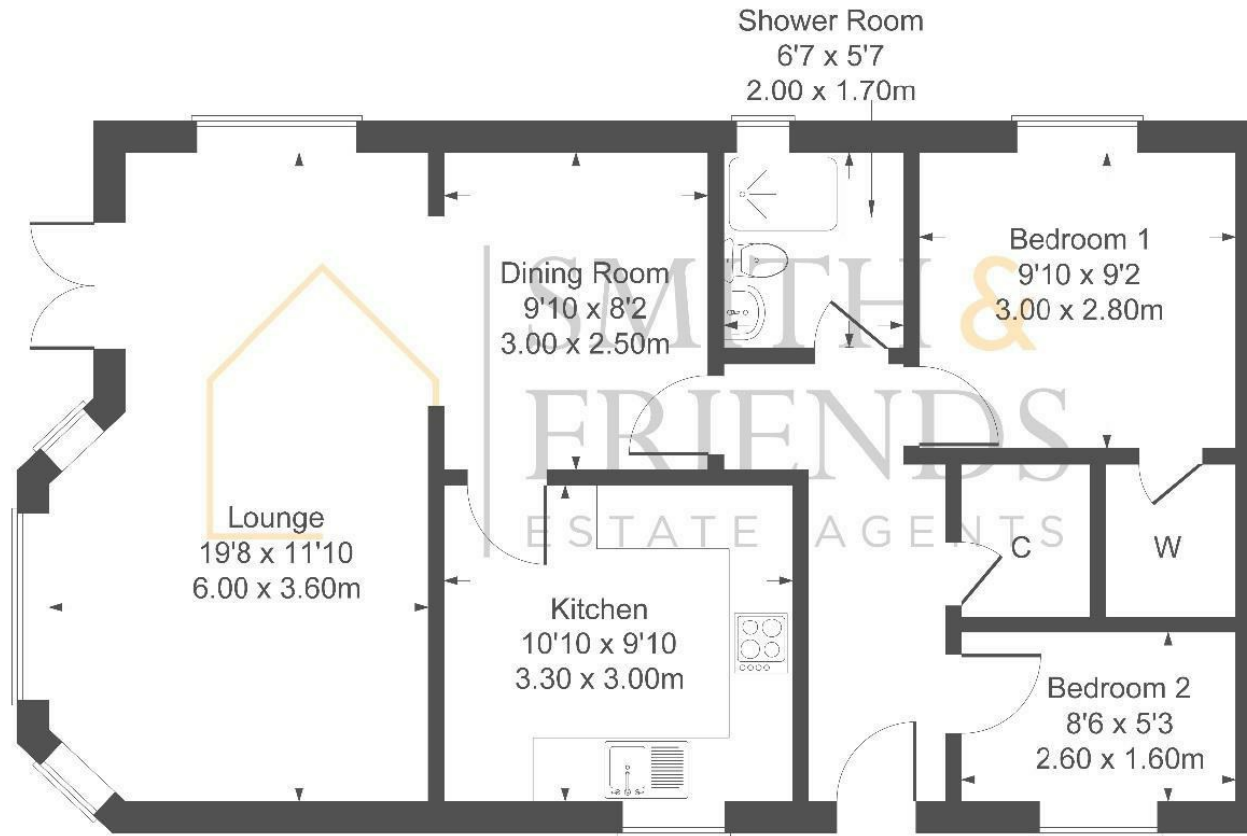 Shower Room
6'7 x 5'7
2.00 x 1.70m
Bedroom 1
9'10 x 9'2
3.00 x 2.80m
Dining Room
9'10 x 8'2
3.00 x 2.50m
SMITH &
FRIENDS
ESTATE AGENTS
Lounge
19'8 x 11'10
6.00 x 3.60m
C
W
Kitchen
10'10 x 9'10
3.30 x 3.00m
Bedroom 2
8'6 x 5'3
2.60 x 1.60m